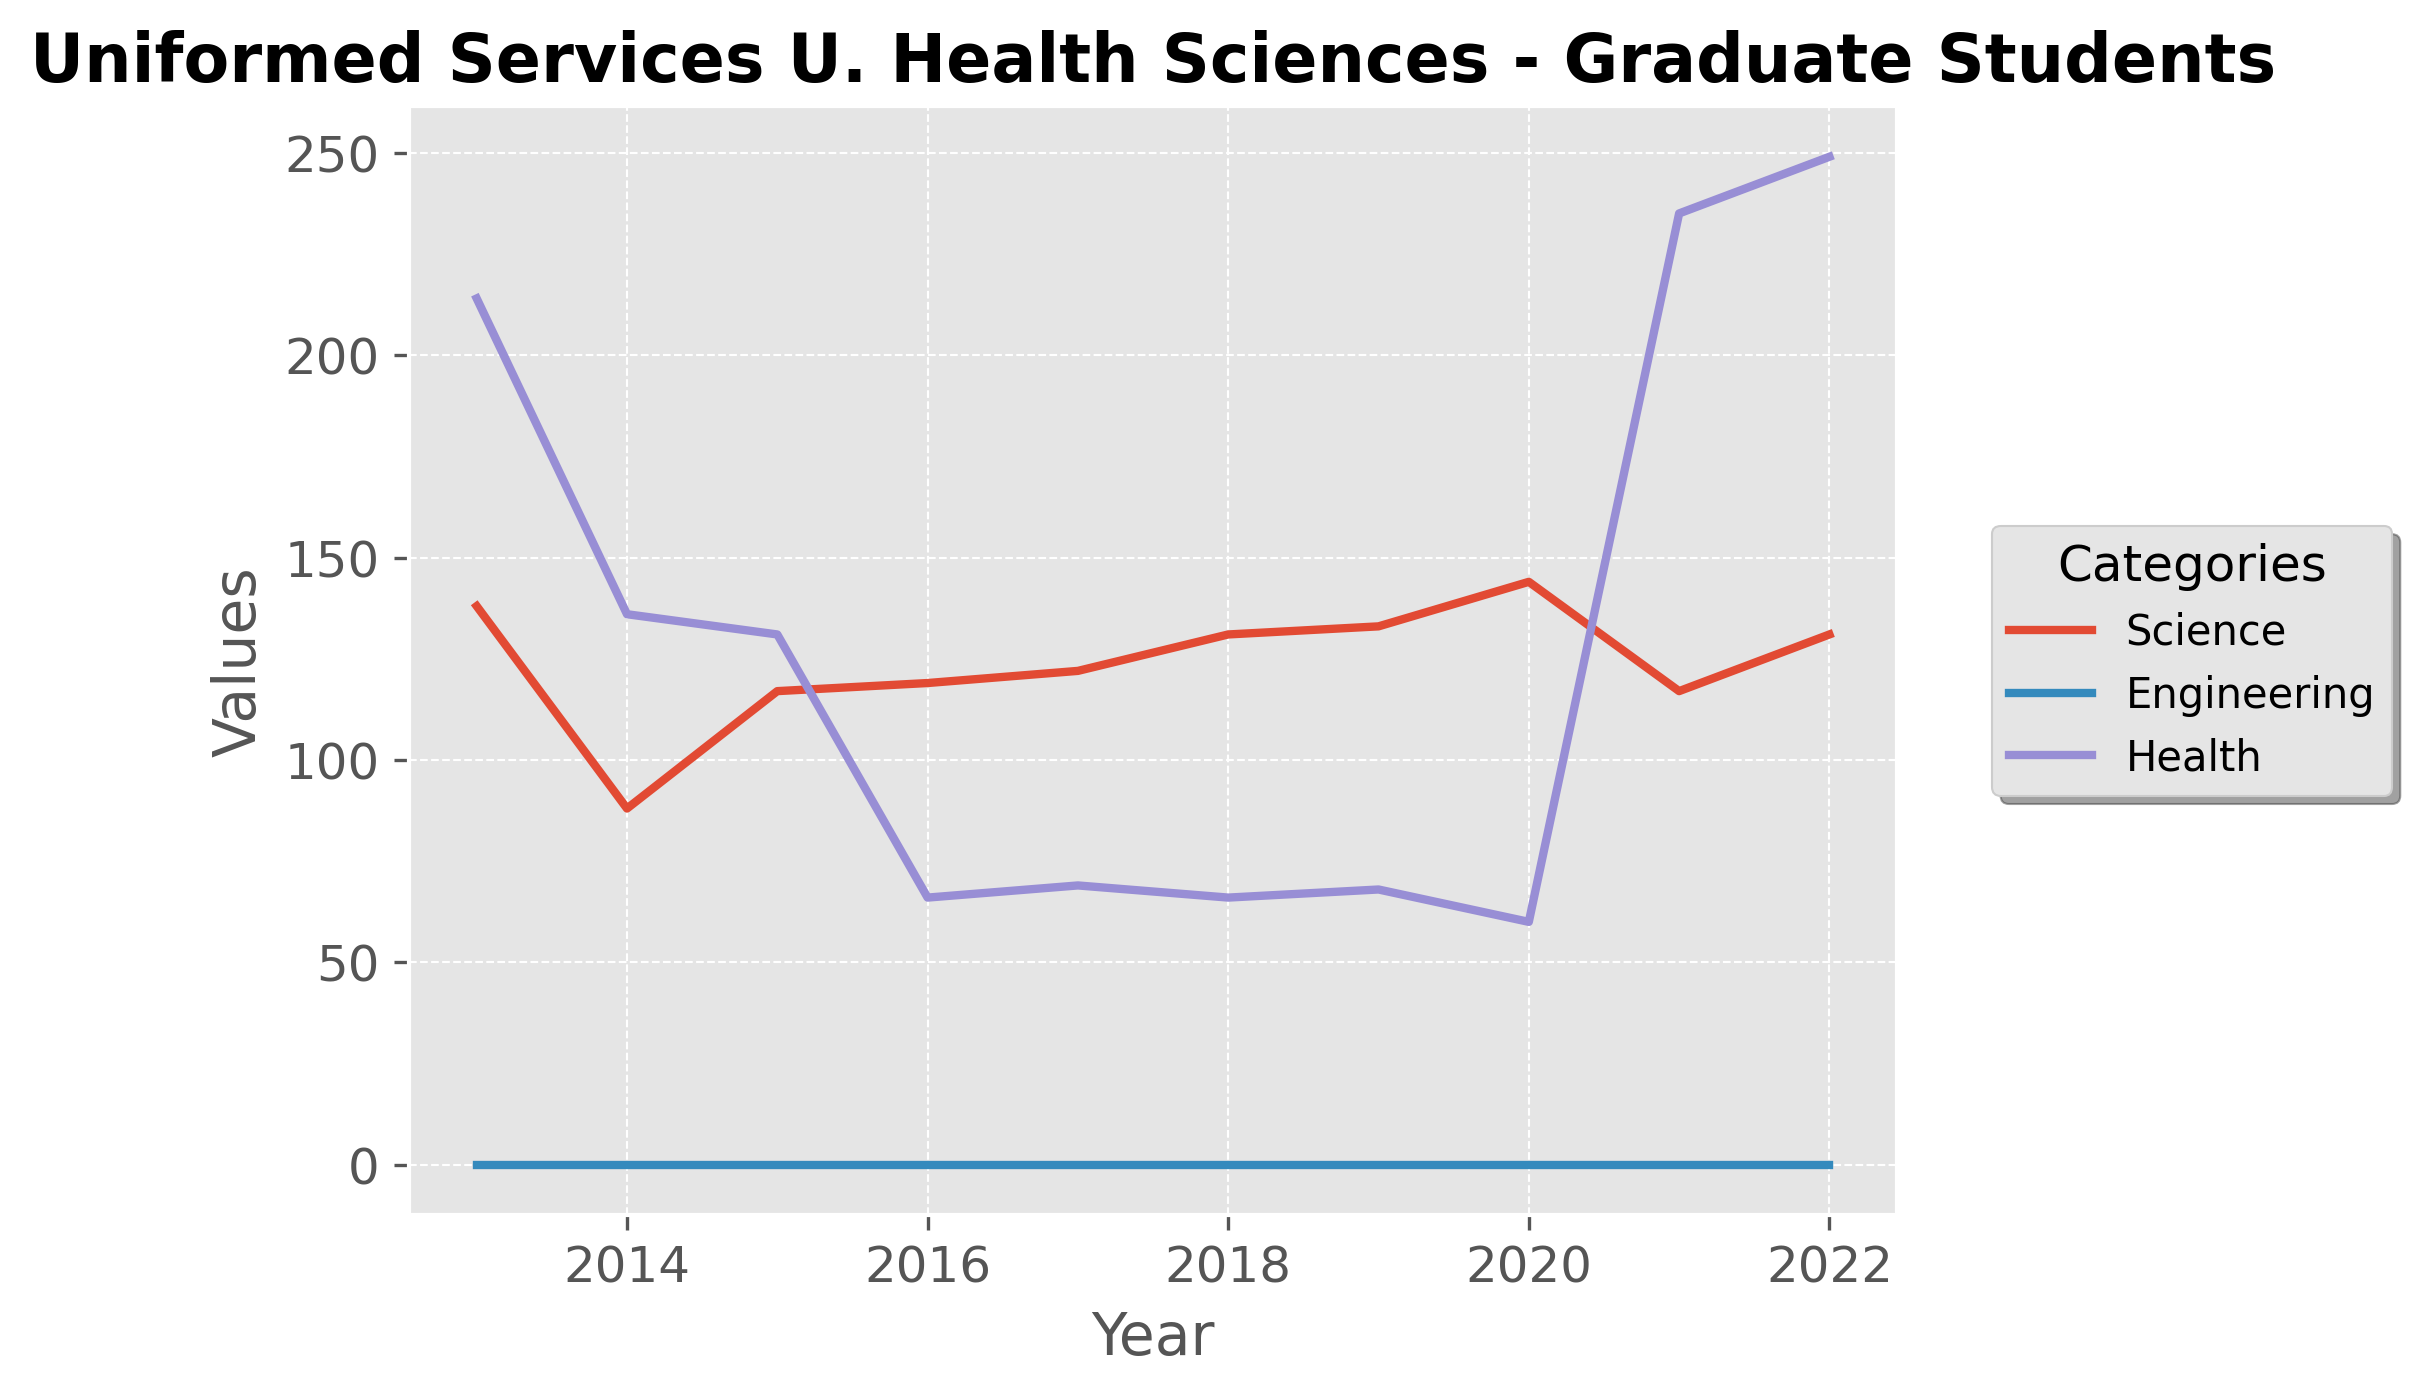 Uniformed Services U. Health Sciences - Graduate Students
250
200
150
100
50
0
Values
2014 2016 2018 2020 2022
Year
Categories
Science
Engineering
Health